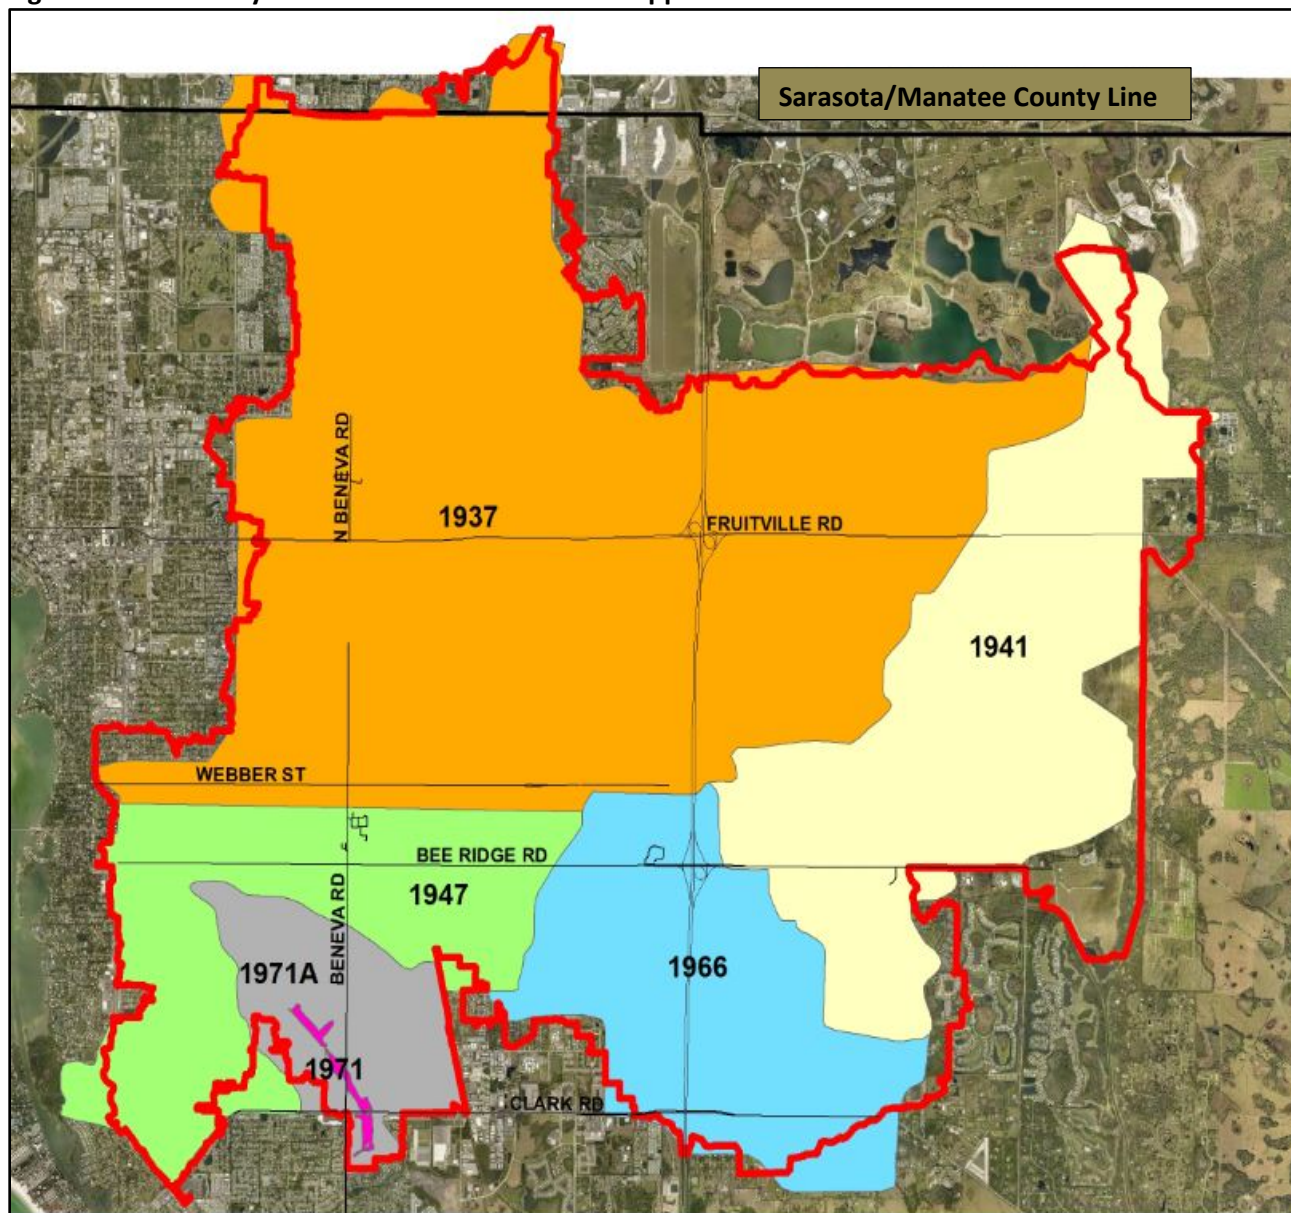 Sarasota/Manatee County Line
N BENEVA RD
1937
FRUITVILLE RD
1941
WEBBER ST
BEE RIDGE RD
1947
BENEVA RD
1966
1971A
1971
CLARK RD